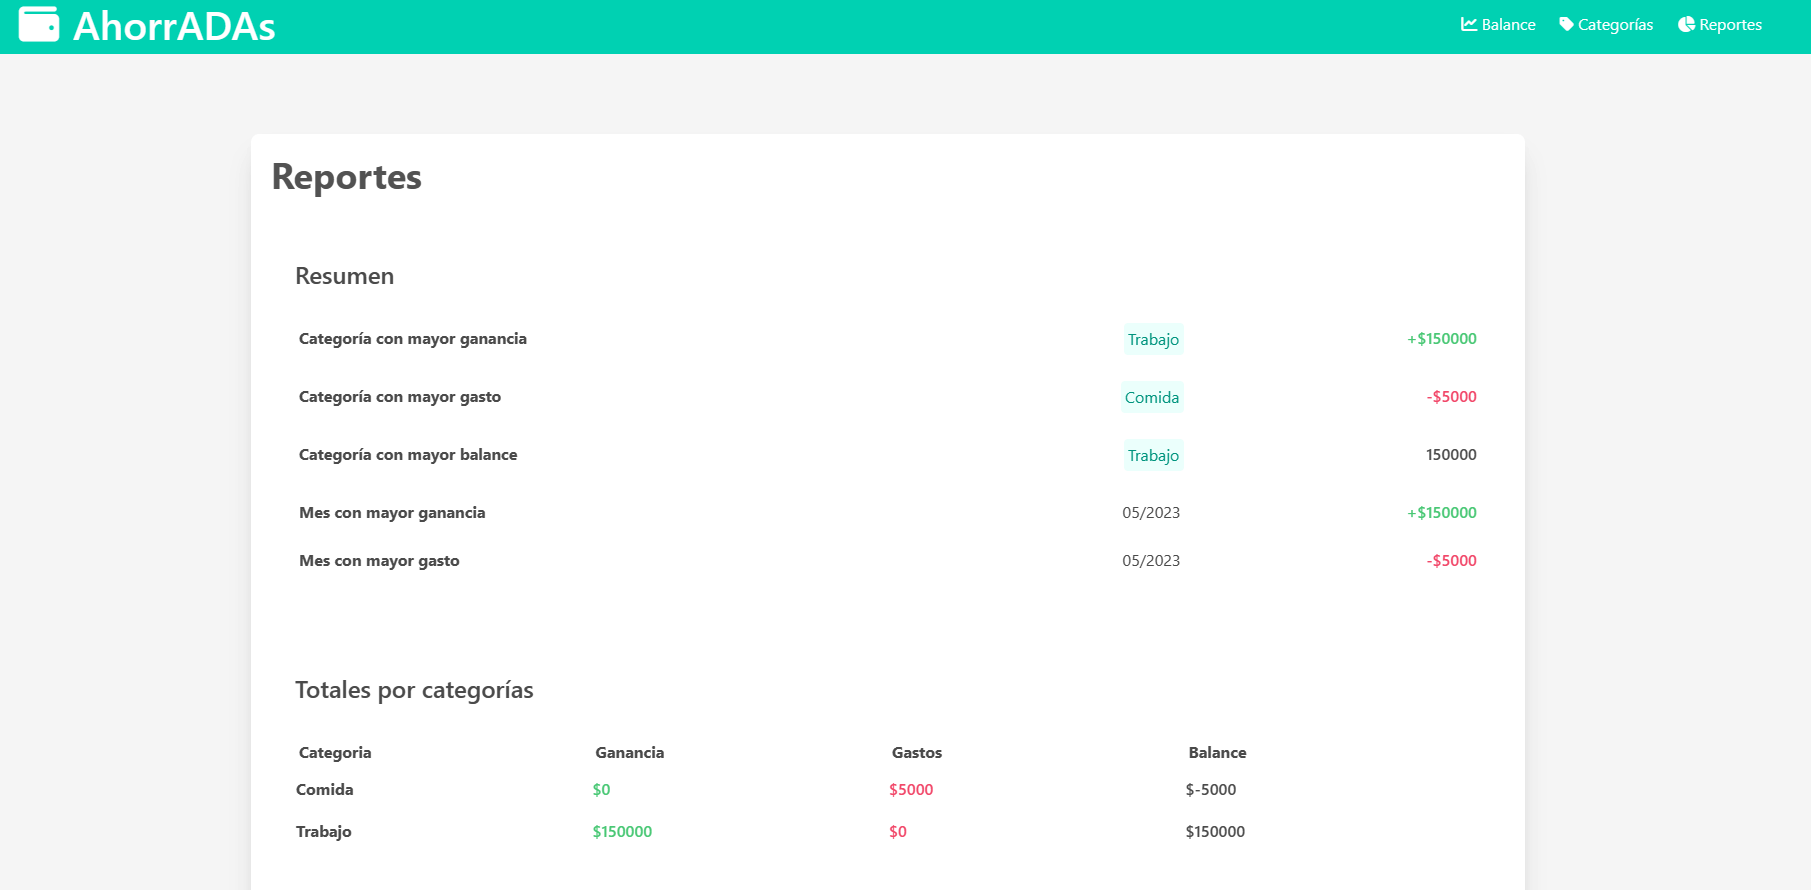 AhorrADAs
Balance Categorías Reportes
Reportes
Resumen
Categoría con mayor ganancia Trabajo +$150000
Categoría con mayor gasto Comida -$5000
Categoría con mayor balance Trabajo 150000
Mes con mayor ganancia 05/2023 +$150000
Mes con mayor gasto 05/2023 -$5000
Totales por categorías
Categoria Ganancia Gastos Balance
Comida $0 $5000 $-5000
Trabajo $150000 $0 $150000